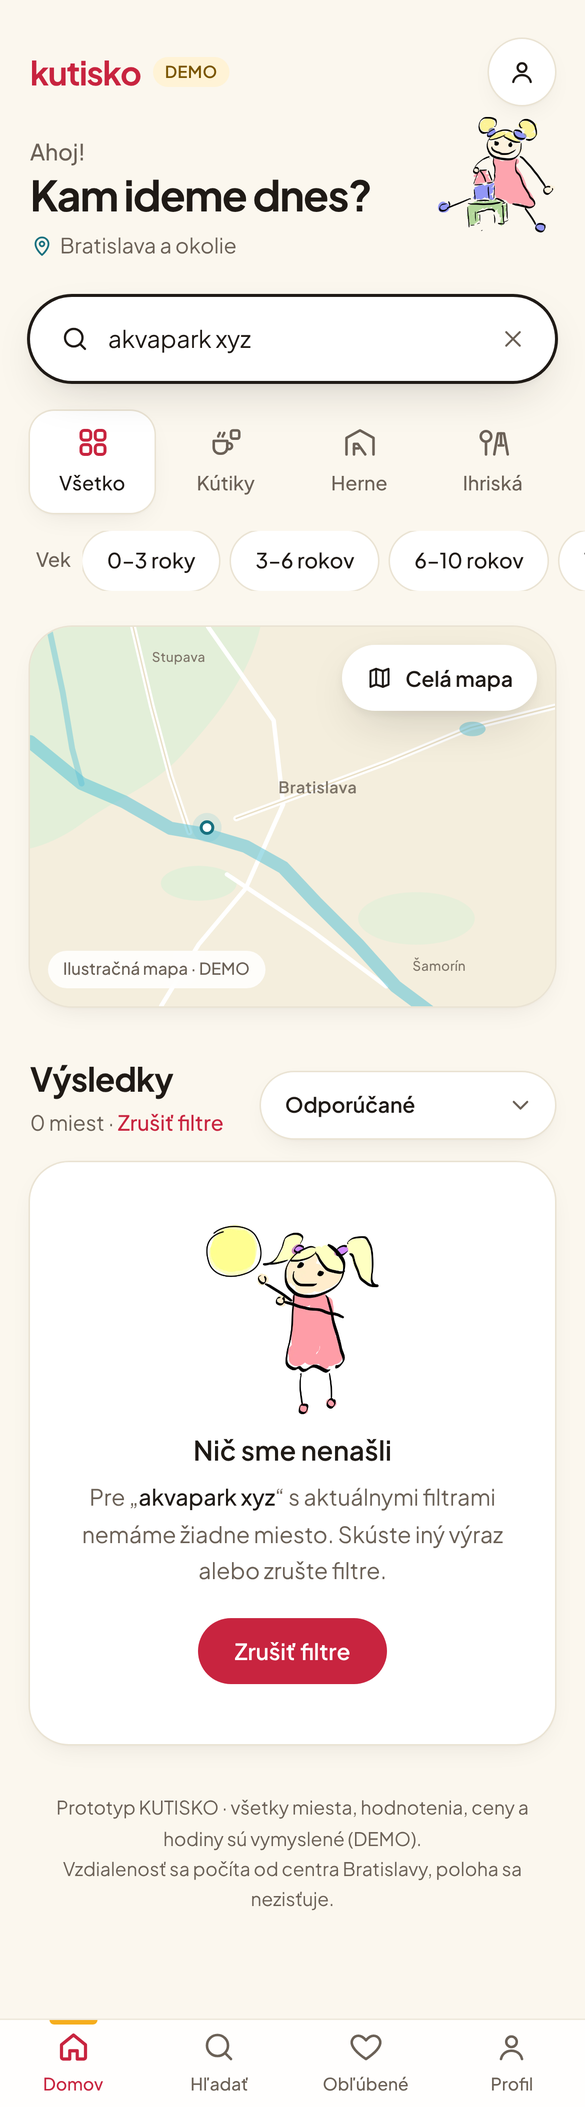 kutisko DEMO
Ahoj!
Kam ideme dnes?
Bratislava a okolie
akvapark xyz
Všetko Kútiky Herne Ihriská
Vek 0–3 roky 3–6 rokov 6–10 rokov
Stupava
Celá mapa
Bratislava
Ilustračná mapa · DEMO
Šamorín
Výsledky
0 miest · Zrušiť filtre
Odporúčané
Nič sme nenašli
Pre „akvapark xyz“ s aktuálnymi filtrami
nemáme žiadne miesto. Skúste iný výraz
alebo zrušte filtre.
Zrušiť filtre
Prototyp KUTISKO · všetky miesta, hodnotenia, ceny a
hodiny sú vymyslené (DEMO).
Vzdialenosť sa počíta od centra Bratislavy, poloha sa
nezisťuje.
Domov Hľadať Obľúbené Profil